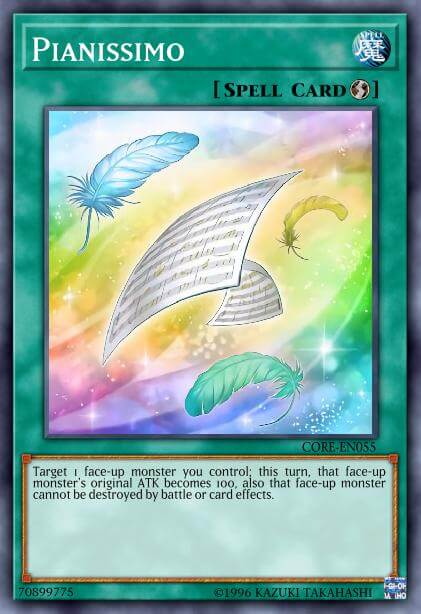 Pianissimo
[Spell Card]
CORE-EN055
Target 1 face-up monster you control; this turn, that face-up
monster's original ATK becomes 100, also that face-up monster
cannot be destroyed by battle or card effects.
70899775
©1996 KAZUKI TAKAHASHI